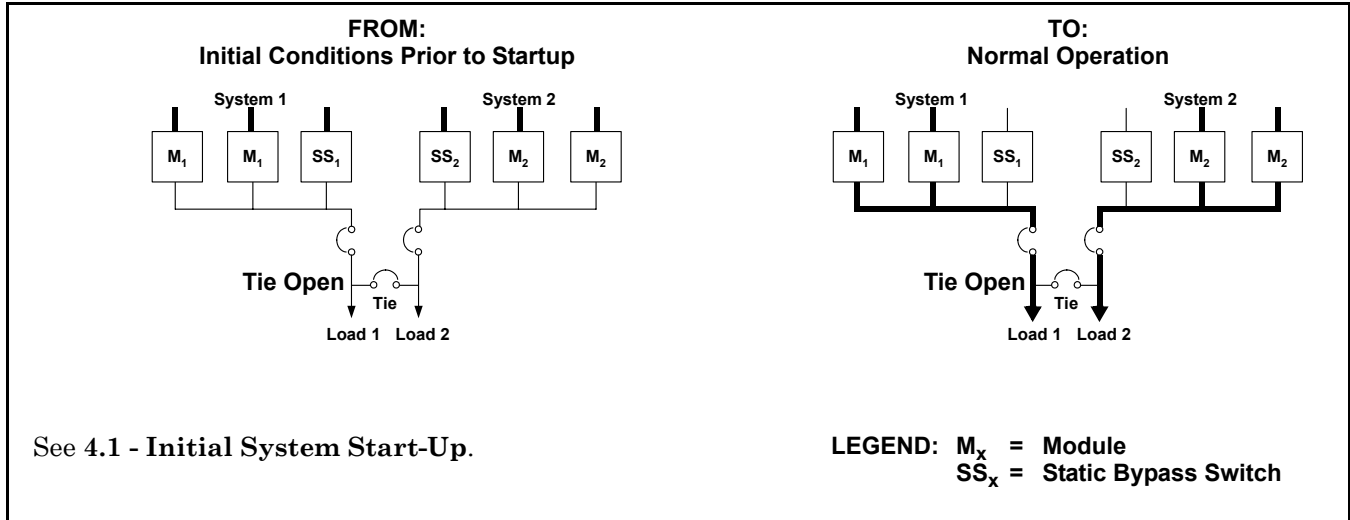 FROM:
Initial Conditions Prior to Startup
System 1
System 2
M1 M1 SS1 SS2 M2 M2
Tie Open
Tie
Load 1 Load 2
TO:
Normal Operation
System 1
System 2
M1 M1 SS1 SS2 M2 M2
Tie Open
Tie
Load 1 Load 2
See 4.1 - Initial System Start-Up.
LEGEND: Mx = Module
SSx = Static Bypass Switch